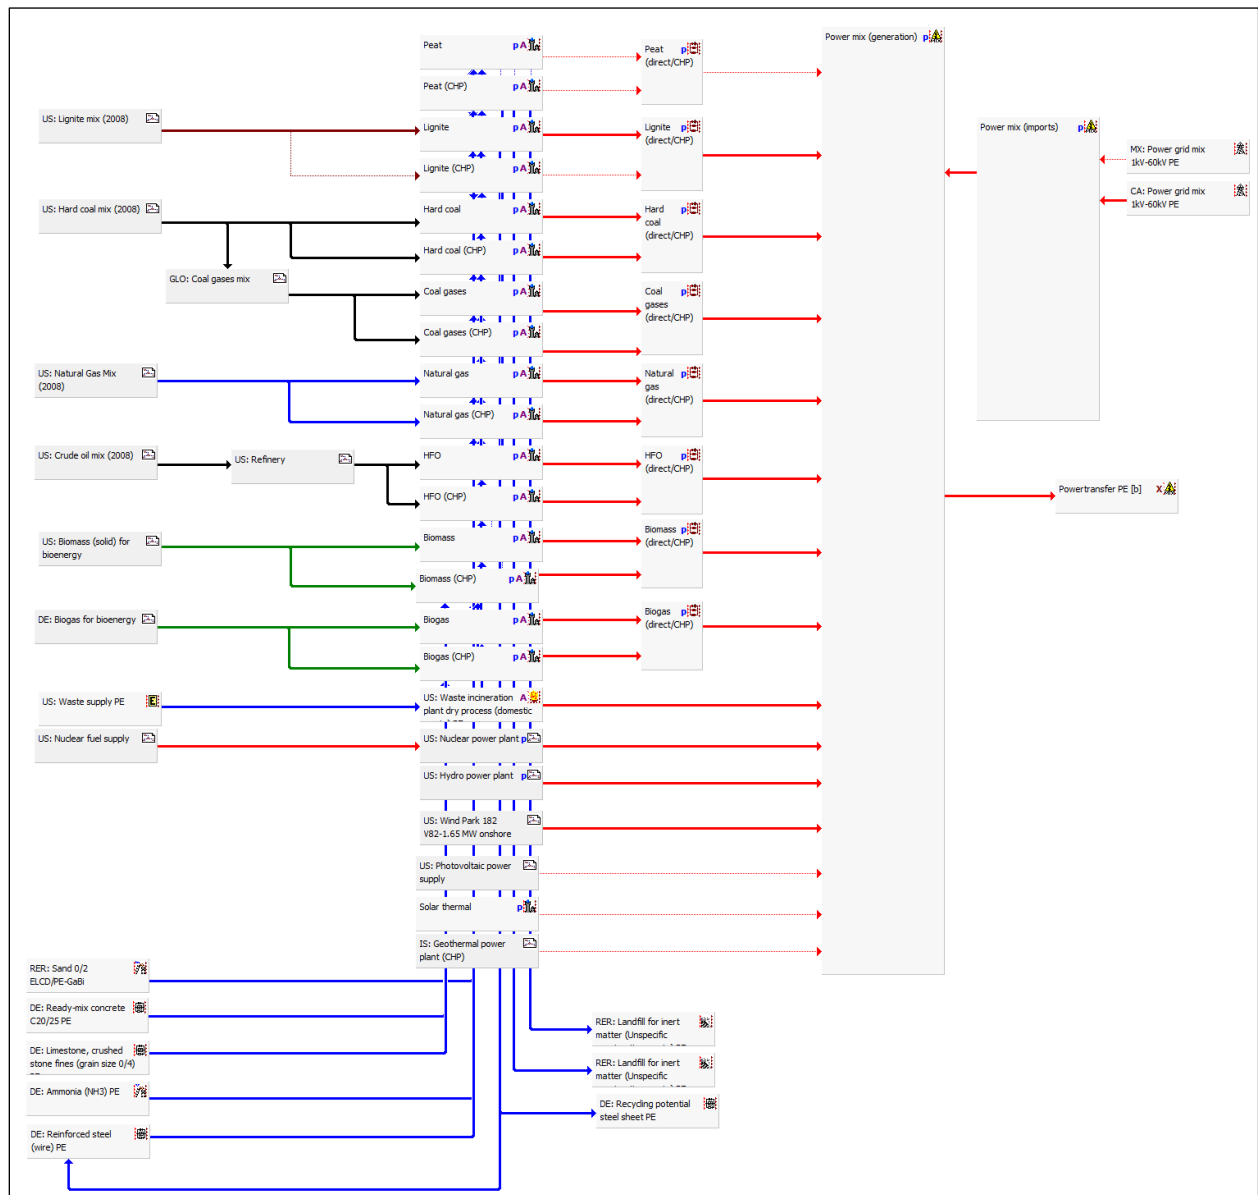 Peat p A
Peat (direct/CHP) p
Power mix (generation) p
Peat (CHP) p A
US: Lignite mix (2008)
Lignite p A
Lignite (direct/CHP) p
Power mix (imports) p
MX: Power grid mix
1kV-60kV PE
Lignite (CHP) p A
CA: Power grid mix
1kV-60kV PE
US: Hard coal mix (2008)
Hard coal p A
Hard
coal
(direct/CHP) p
Hard coal (CHP) p A
GLO: Coal gases mix
Coal gases p A
Coal
gases
(direct/CHP) p
Coal gases (CHP) p A
US: Natural Gas Mix
(2008)
Natural gas p A
Natural
gas
(direct/CHP) p
Natural gas (CHP) p A
US: Crude oil mix (2008)
US: Refinery
HFO p A
HFO
(direct/CHP) p
HFO (CHP) p A
Powertransfer PE [b] X
US: Biomass (solid) for
bioenergy
Biomass p A
Biomass
(direct/CHP) p
Biomass (CHP) p A
DE: Biogas for bioenergy
Biogas p A
Biogas
(direct/CHP) p
Biogas (CHP) p A
US: Waste supply PE E
US: Waste incineration A
plant dry process (domestic
US: Nuclear fuel supply
US: Nuclear power plant p
US: Hydro power plant p
US: Wind Park 182
V82-1.65 MW onshore
US: Photovoltaic power
supply
Solar thermal p
IS: Geothermal power
plant (CHP)
RER: Sand 0/2
ELCD/PE-GaBi
DE: Ready-mix concrete
C20/25 PE
DE: Limestone, crushed
stone fines (grain size 0/4)
DE: Ammonia (NH3) PE
DE: Reinforced steel
(wire) PE
RER: Landfill for inert
matter (Unspecific
RER: Landfill for inert
matter (Unspecific
DE: Recycling potential
steel sheet PE